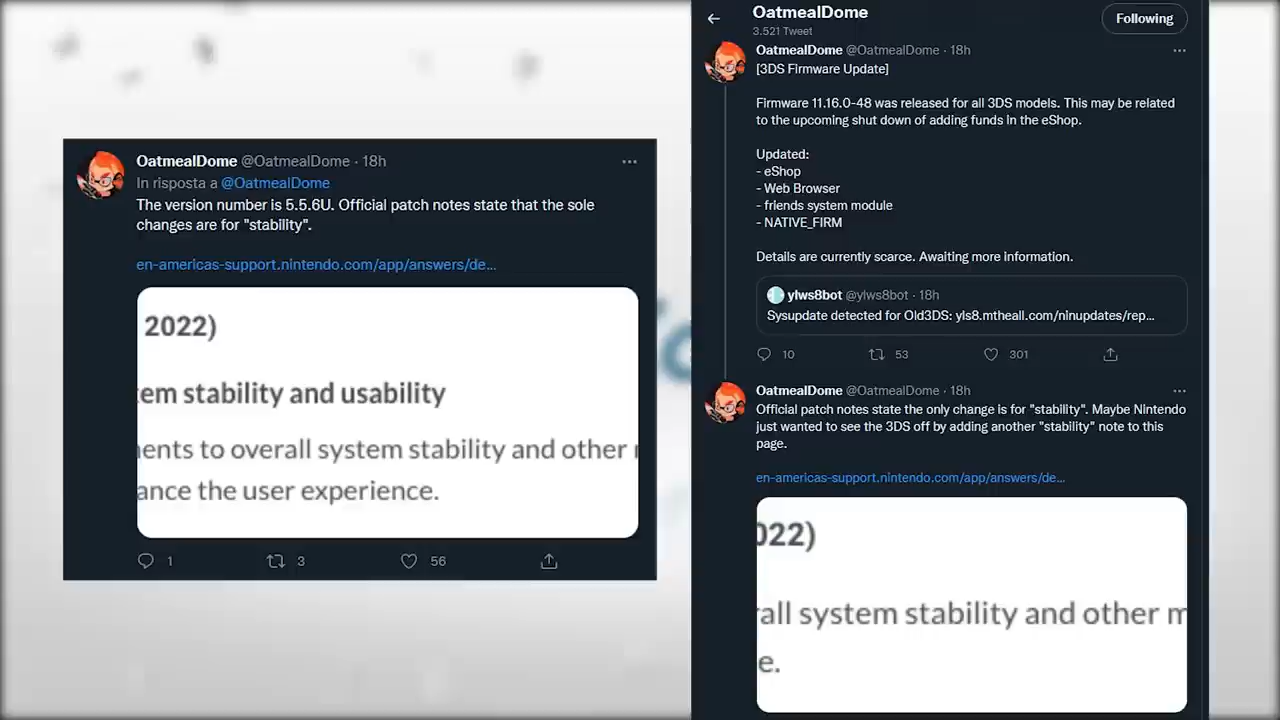 OatmealDome @OatmealDome · 18h
In risposta a @OatmealDome
The version number is 5.5.6U. Official patch notes state that the sole
changes are for "stability".
en-americas-support.nintendo.com/app/answers/de...
2022)
tem stability and usability
ents to overall system stability and other
ance the user experience.
1
3
56
OatmealDome
3.521 Tweet
Following
OatmealDome @OatmealDome · 18h
[3DS Firmware Update]
Firmware 11.16.0-48 was released for all 3DS models. This may be related
to the upcoming shut down of adding funds in the eShop.
Updated:
- eShop
- Web Browser
- friends system module
- NATIVE_FIRM
Details are currently scarce. Awaiting more information.
ylws8bot @ylws8bot · 18h
Sysupdate detected for Old3DS: yls8.mtheall.com/ninupdates/rep...
10
53
301
OatmealDome @OatmealDome · 18h
Official patch notes state the only change is for "stability". Maybe Nintendo
just wanted to see the 3DS off by adding another "stability" note to this
page.
en-americas-support.nintendo.com/app/answers/de...
022)
rall system stability and other m
e.